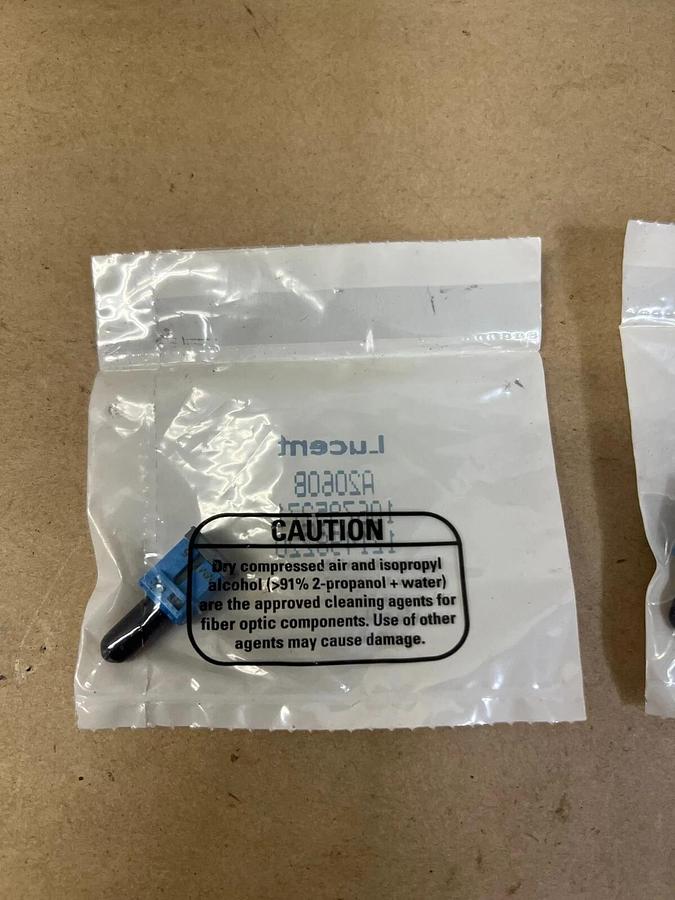 Lucent
A2060B
CAUTION
Dry compressed air and isopropyl
alcohol (>91% 2-propanol + water)
are the approved cleaning agents for
fiber optic components. Use of other
agents may cause damage.